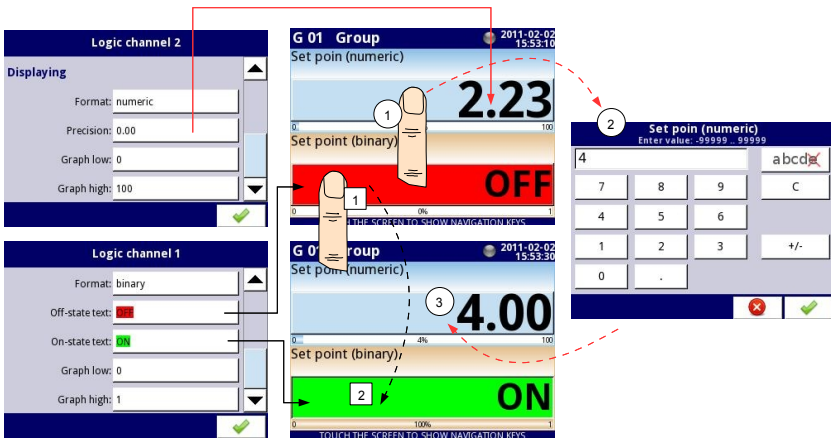 Logic channel 2
Displaying
Format: numeric
Precision: 0.00
Graph low: 0
Graph high: 100
Logic channel 1
Format: binary
Off-state text: OFF
On-state text: ON
Graph low: 0
Graph high: 1
G 01 Group
2011-02-02
15:53:10
Set poin (numeric)
1
2.23
0
%
100
Set point (binary)
1
OFF
0
0%
1
THE SCREEN TO SHOW NAVIGATION KEYS
G 01 Group
2011-02-02
15:53:30
Set poin (numeric)
3
4.00
0
4%
100
Set point (binary)
2
ON
0
100%
1
TOUCH THE SCREEN TO SHOW NAVIGATION KEYS
2
Set poin (numeric)
Enter value: -99999 .. 99999
4
abcde
7 8 9 C
4 5 6
1 2 3 +/-
0 .